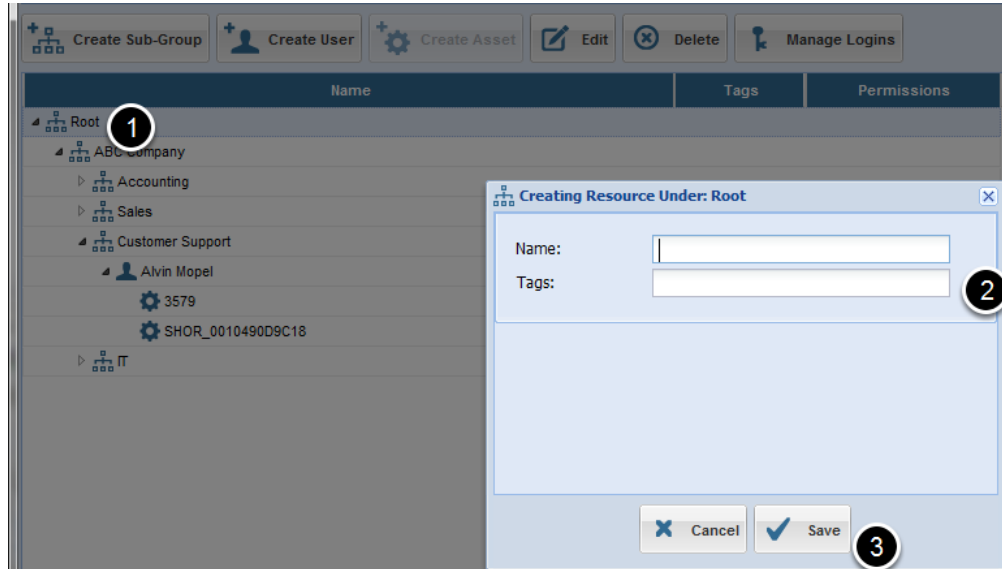 Create Sub-Group Create User Create Asset Edit Delete Manage Logins
Name Tags Permissions
Root 1
ABC Company
Accounting
Sales
Customer Support
Alvin Mopel
3579
SHOR_0010490D9C18
IT
Creating Resource Under: Root
Name:
Tags:
2
Cancel Save
3